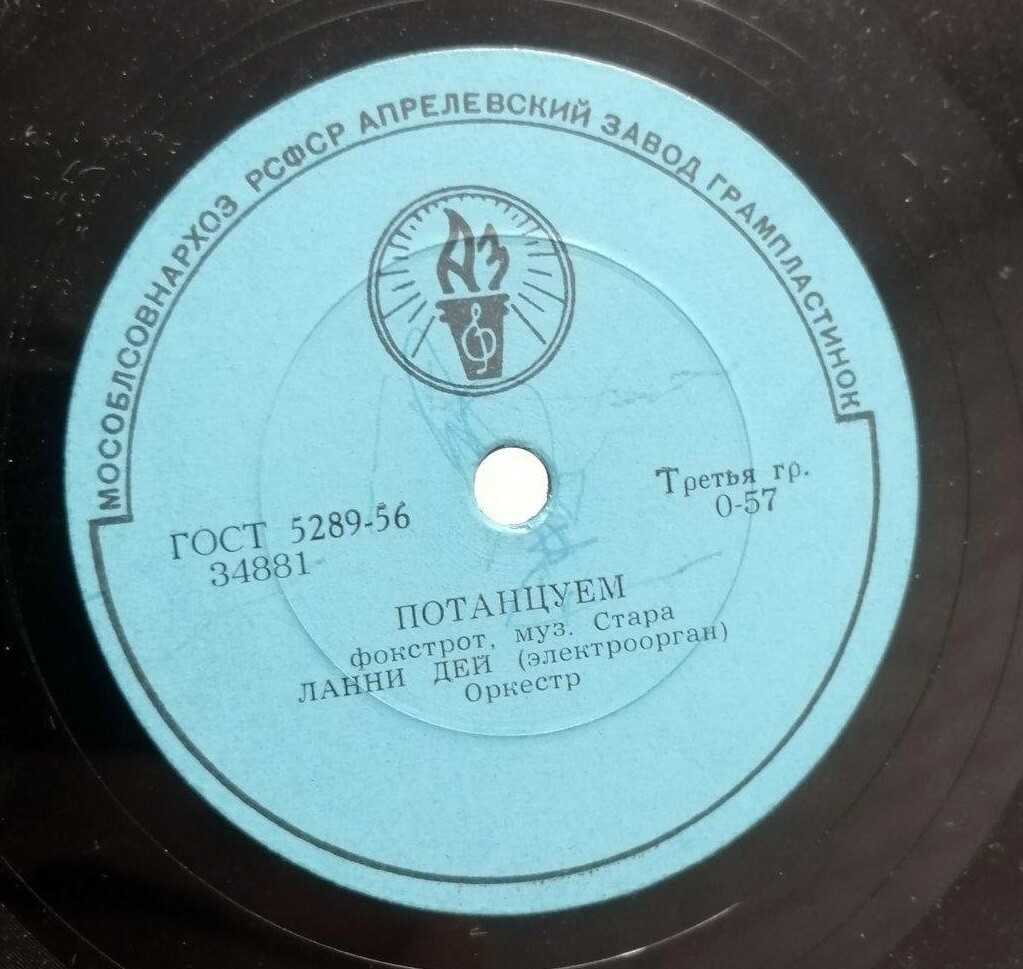 МОСОБЛСОВНАРХОЗ РСФСР АПРЕЛЕВСКИЙ ЗАВОД ГРАМПЛАСТИНОК
АЗ
ГОСТ 5289-56
34881
Третья гр.
0-57
ПОТАНЦУЕМ
фокстрот, муз. Стара
ЛАННИ ДЕЙ (электроорган)
Оркестр